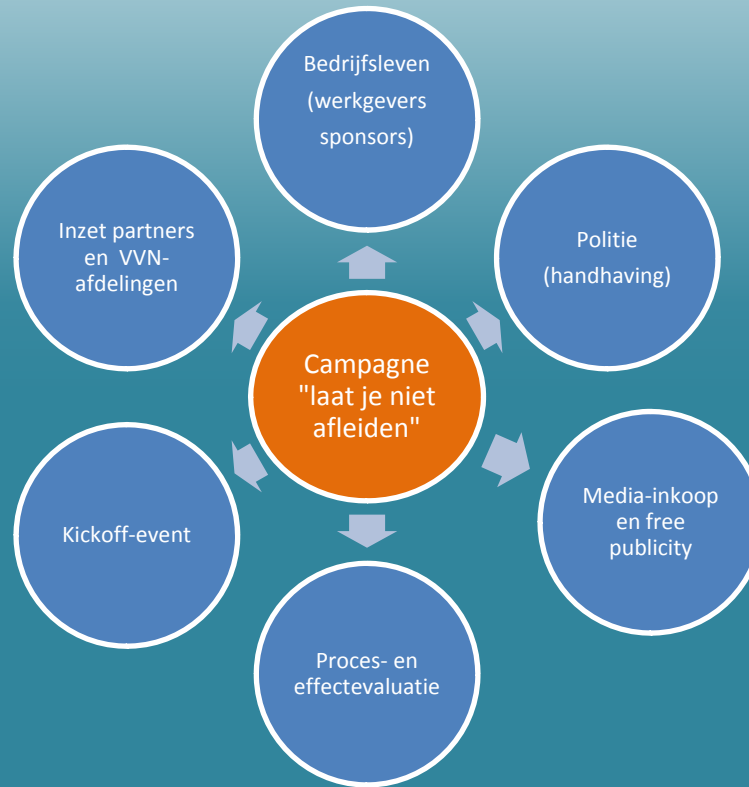 Bedrijfsleven
(werkgevers
sponsors)
Inzet partners
en VVN-
afdelingen
Politie
(handhaving)
Campagne
"laat je niet
afleiden"
Kickoff-event
Media-inkoop
en free
publicity
Proces- en
effectevaluatie